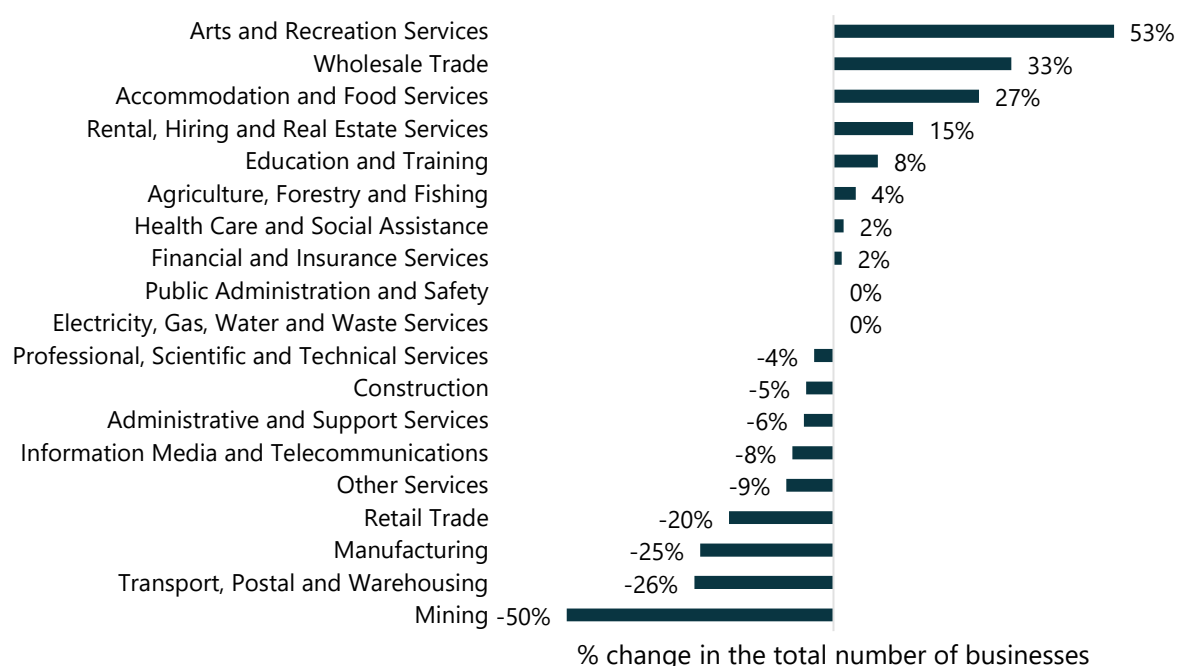 Arts and Recreation Services 53%
Wholesale Trade 33%
Accommodation and Food Services 27%
Rental, Hiring and Real Estate Services 15%
Education and Training 8%
Agriculture, Forestry and Fishing 4%
Health Care and Social Assistance 2%
Financial and Insurance Services 2%
Public Administration and Safety 0%
Electricity, Gas, Water and Waste Services 0%
Professional, Scientific and Technical Services -4%
Construction -5%
Administrative and Support Services -6%
Information Media and Telecommunications -8%
Other Services -9%
Retail Trade -20%
Manufacturing -25%
Transport, Postal and Warehousing -26%
Mining -50%
% change in the total number of businesses